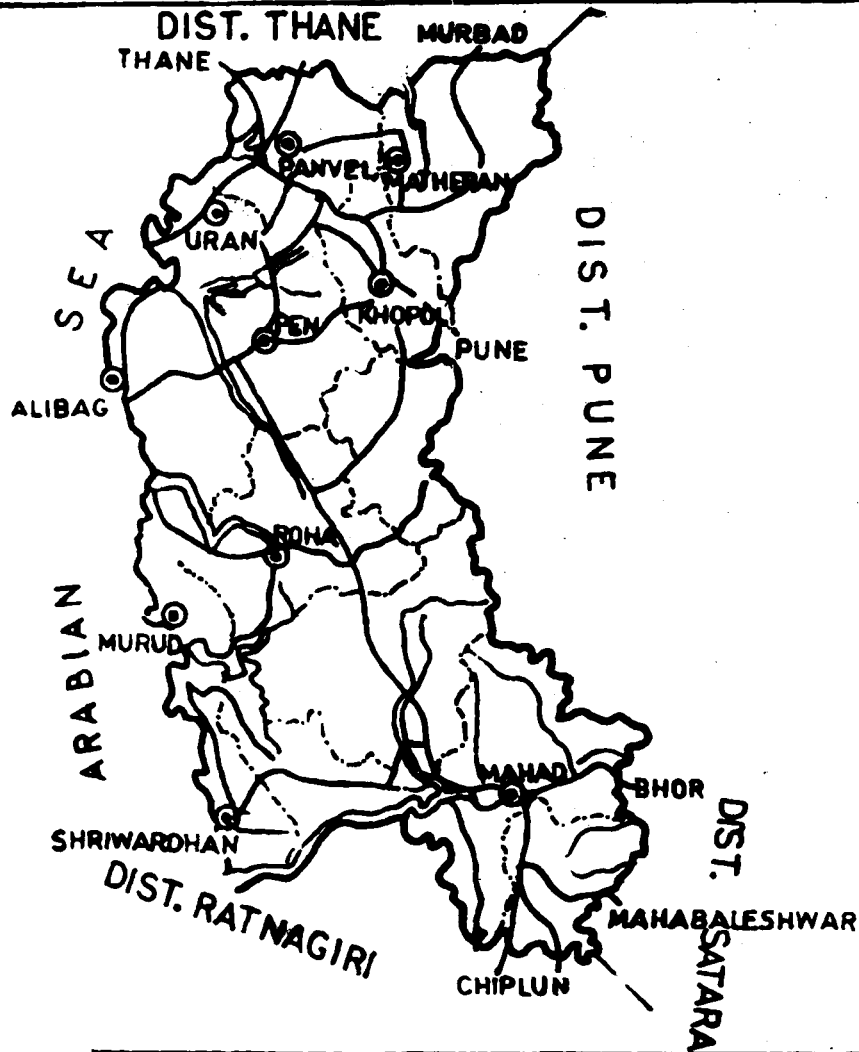 DIST. THANE
MURBAD
THANE
PANVEL
MATHERAN
URAN
ARABIAN SEA
DIST. PUNE
KHOPOLI
PEN
PUNE
ALIBAG
ROHA
MURUD
MAHAD
BHOR
SHRIWARDHAN
DIST. RATNAGIRI
DIST. SATARA
MAHABALESHWAR
CHIPLUN